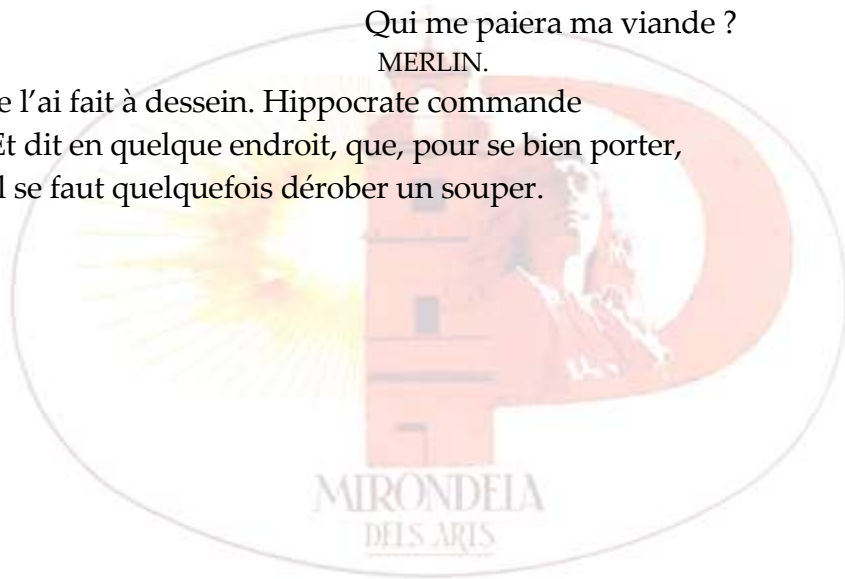 Qui me paiera ma viande ?
MERLIN.
e l’ai fait à dessein. Hippocrate commande
Et dit en quelque endroit, que, pour se bien porter,
l se faut quelquefois dérober un souper.
MIRONDELA
DELS ARTS